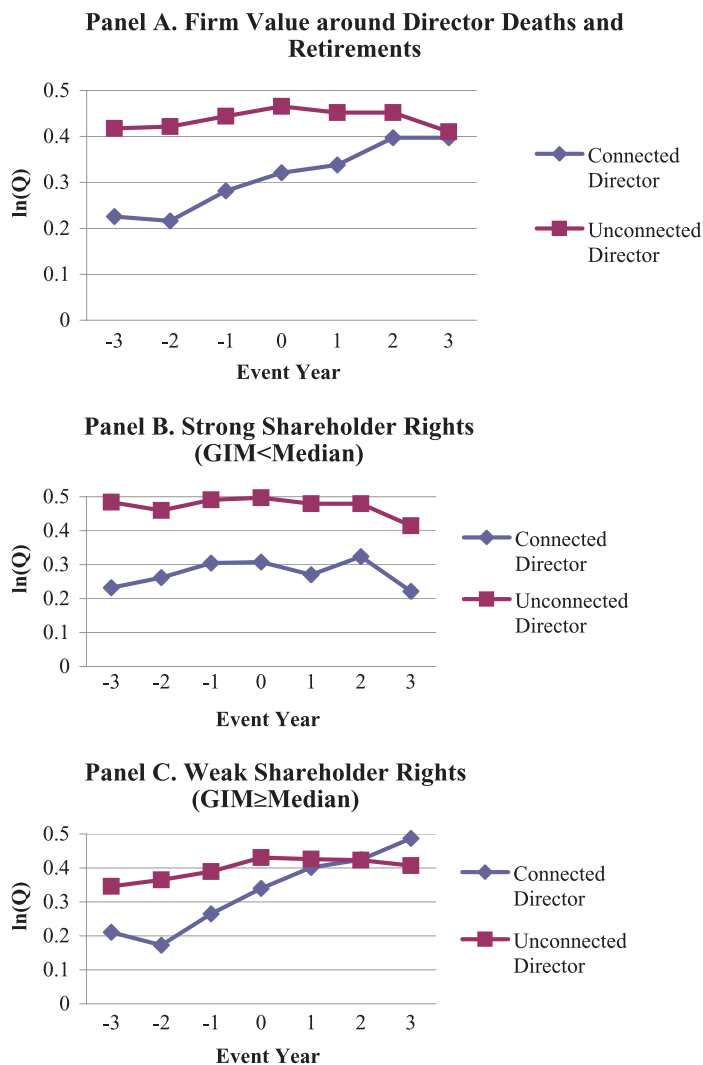 Panel A. Firm Value around Director Deaths and
Retirements
0.5
0.4
0.3
0.2
0.1
0
ln(Q)
-3 -2 -1 0 1 2 3
Event Year
Connected
Director
Unconnected
Director
Panel B. Strong Shareholder Rights
(GIM<Median)
0.5
0.4
0.3
0.2
0.1
0
ln(Q)
-3 -2 -1 0 1 2 3
Event Year
Connected
Director
Unconnected
Director
Panel C. Weak Shareholder Rights
(GIM≥Median)
0.5
0.4
0.3
0.2
0.1
0
ln(Q)
-3 -2 -1 0 1 2 3
Event Year
Connected
Director
Unconnected
Director